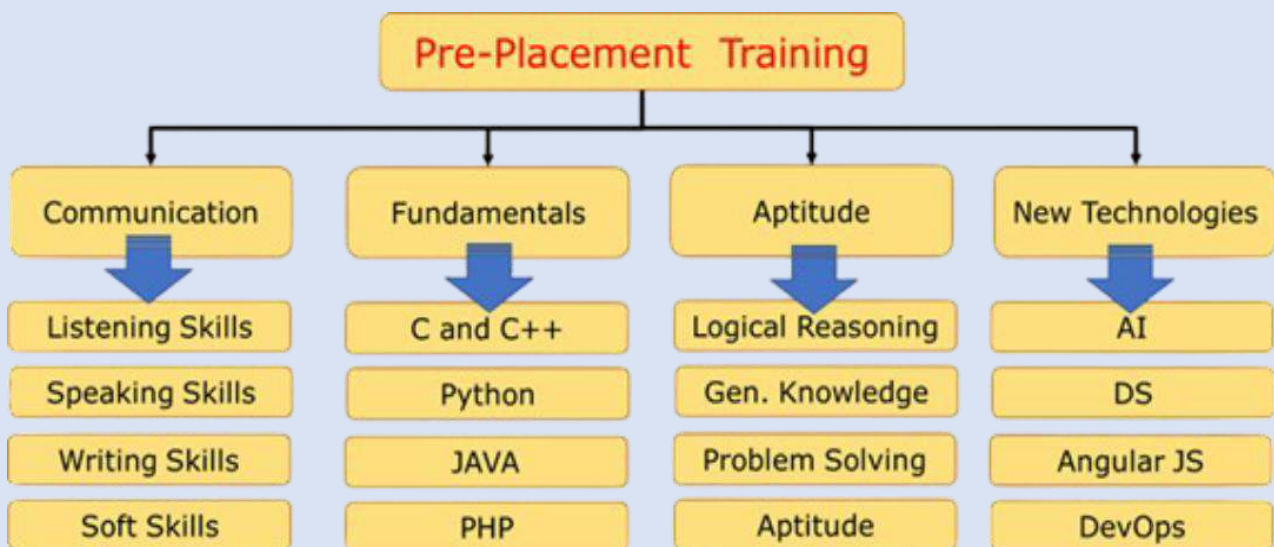 Pre-Placement Training
Communication
Fundamentals
Aptitude
New Technologies
Listening Skills
C and C++
Logical Reasoning
AI
Speaking Skills
Python
Gen. Knowledge
DS
Writing Skills
JAVA
Problem Solving
Angular JS
Soft Skills
PHP
Aptitude
DevOps